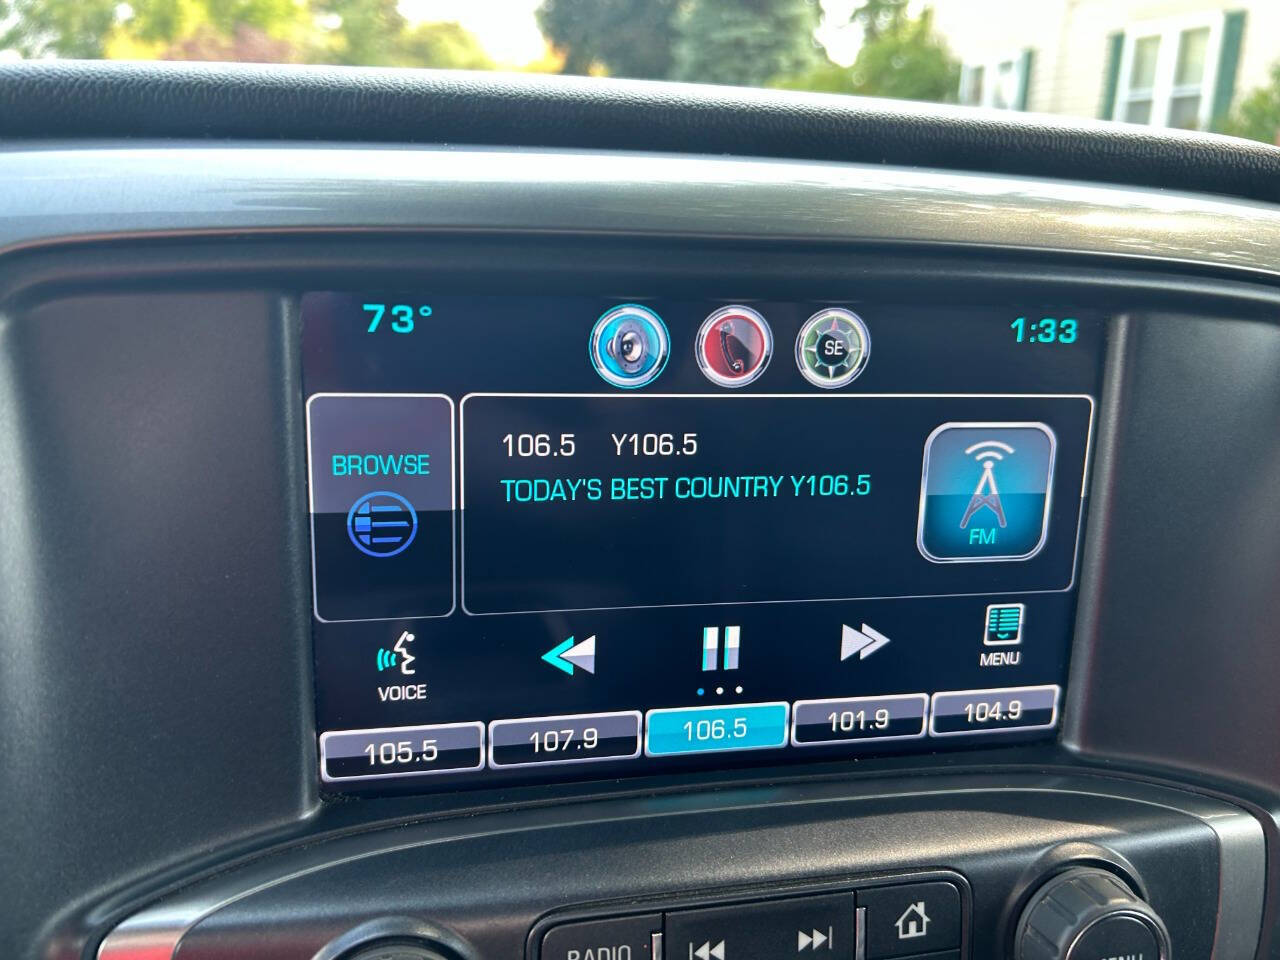 73°
SE
1:33
BROWSE
106.5 Y106.5
TODAY'S BEST COUNTRY Y106.5
FM
VOICE
MENU
105.5
107.9
106.5
101.9
104.9
RADIO
MENU